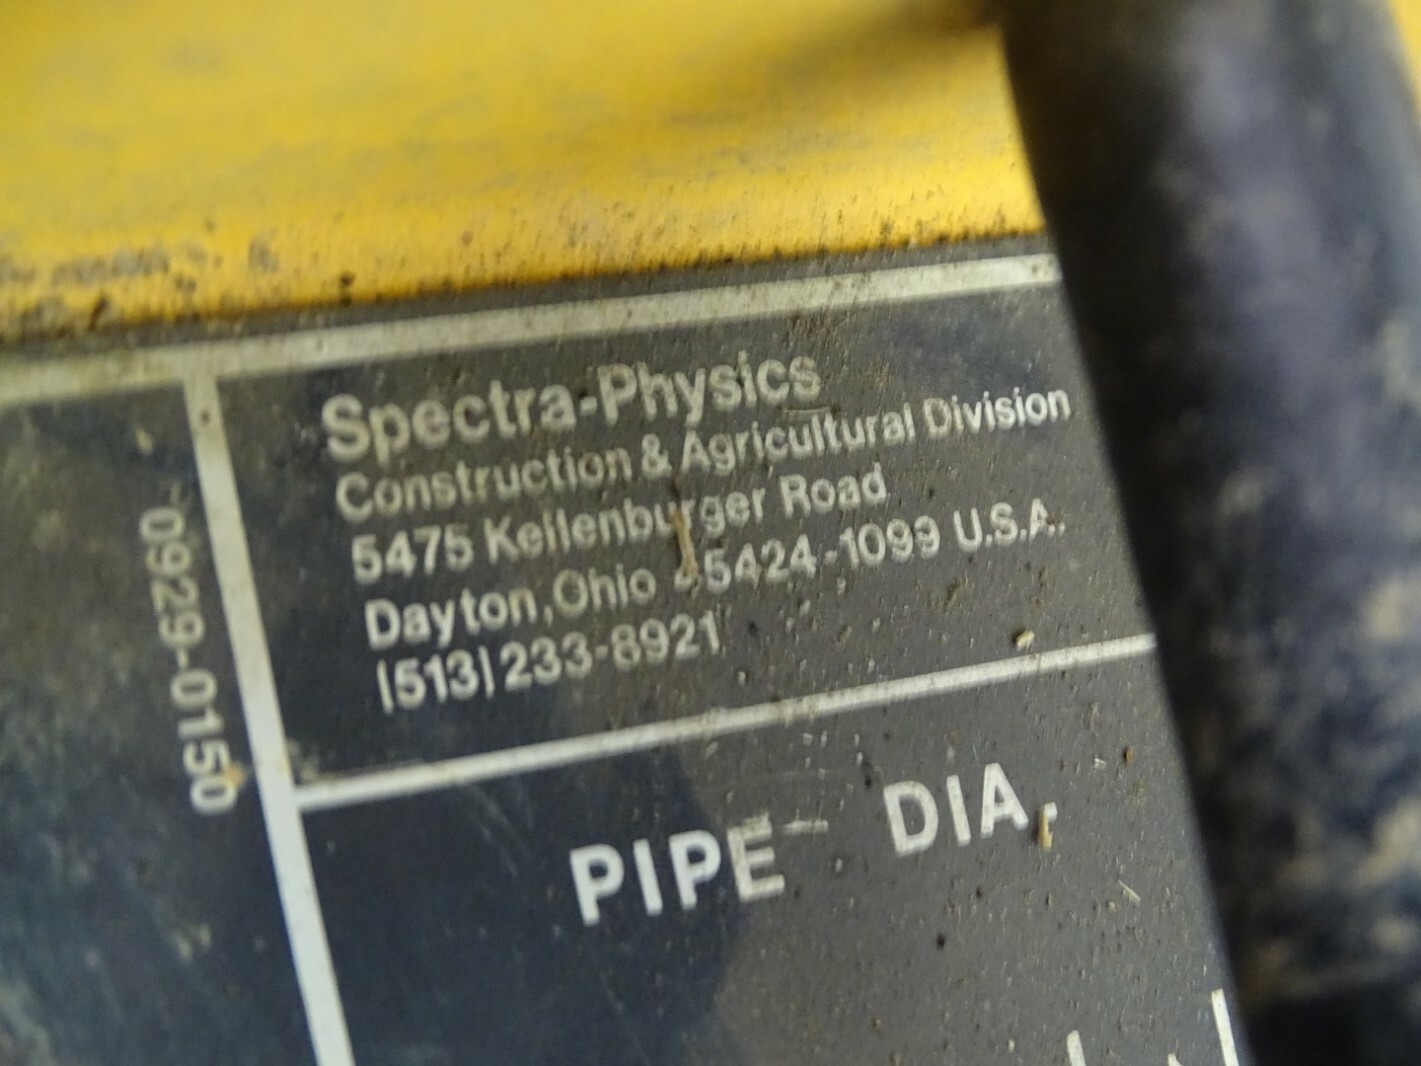 Spectra-Physics
Construction & Agricultural Division
5475 Kellenburger Road
Dayton, Ohio 45424-1099 U.S.A.
(513) 233-8921
0929-0150
PIPE DIA.